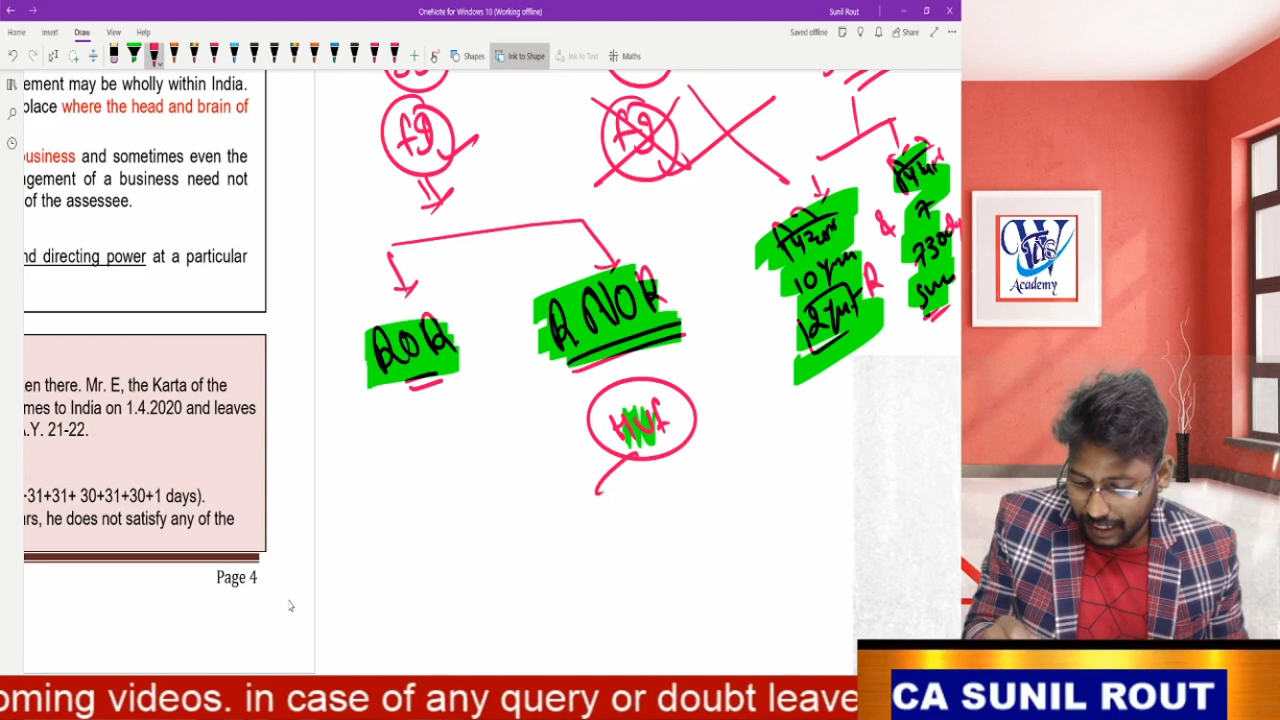 OneNote for Windows 10 (Working offline)
Sunil Rout
Home Insert Draw View Help
Saved offline
Share
Shapes
Ink to Shape
Ink to Text
Maths
ement may be wholly within India.
place where the head and brain of
business and sometimes even the
gement of a business need not
of the assessee.
nd directing power at a particular
en there. Mr. E, the Karta of the
mes to India on 1.4.2020 and leaves
.Y. 21-22.
-31+31+ 30+31+30+1 days).
rs, he does not satisfy any of the
Page 4
&
7
730
10
2
R
ROR
R NOR
HUF
Academy
oming videos. in case of any query or doubt leave
CA SUNIL ROUT